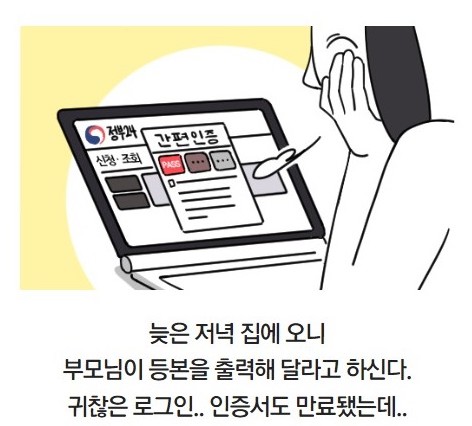 정부24
간편인증
신청·조회
PASS
늦은 저녁 집에 오니
부모님이 등본을 출력해 달라고 하신다.
귀찮은 로그인.. 인증서도 만료됐는데..